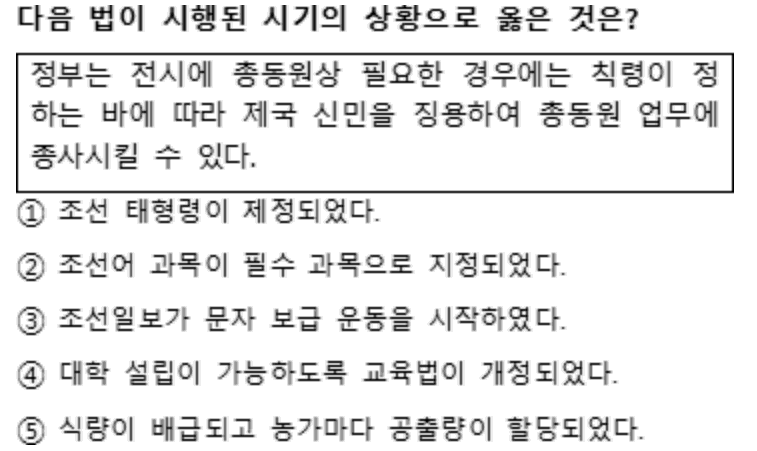 다음 법이 시행된 시기의 상황으로 옳은 것은?
정부는 전시에 총동원상 필요한 경우에는 칙령이 정
하는 바에 따라 제국 신민을 징용하여 총동원 업무에
종사시킬 수 있다.
① 조선 태형령이 제정되었다.
② 조선어 과목이 필수 과목으로 지정되었다.
③ 조선일보가 문자 보급 운동을 시작하였다.
④ 대학 설립이 가능하도록 교육법이 개정되었다.
⑤ 식량이 배급되고 농가마다 공출량이 할당되었다.